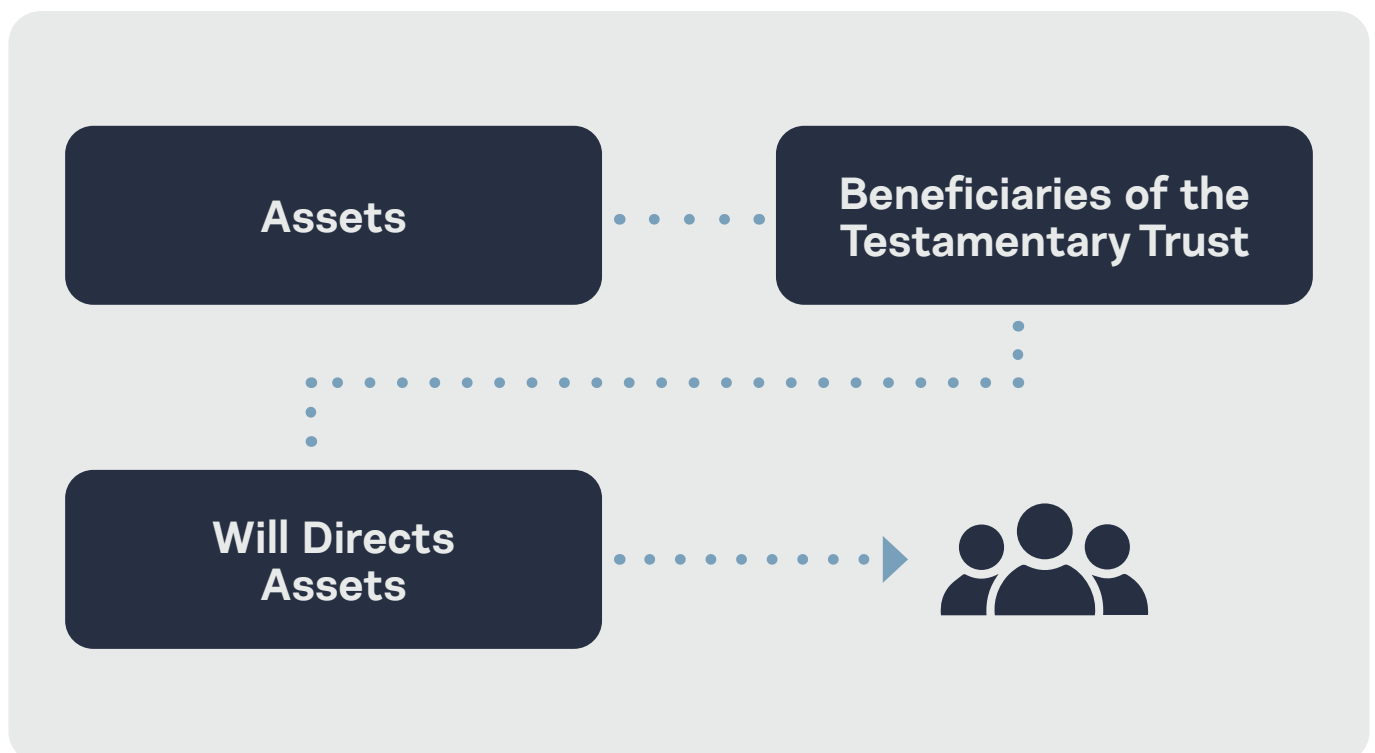 Assets
Beneficiaries of the
Testamentary Trust
Will Directs
Assets